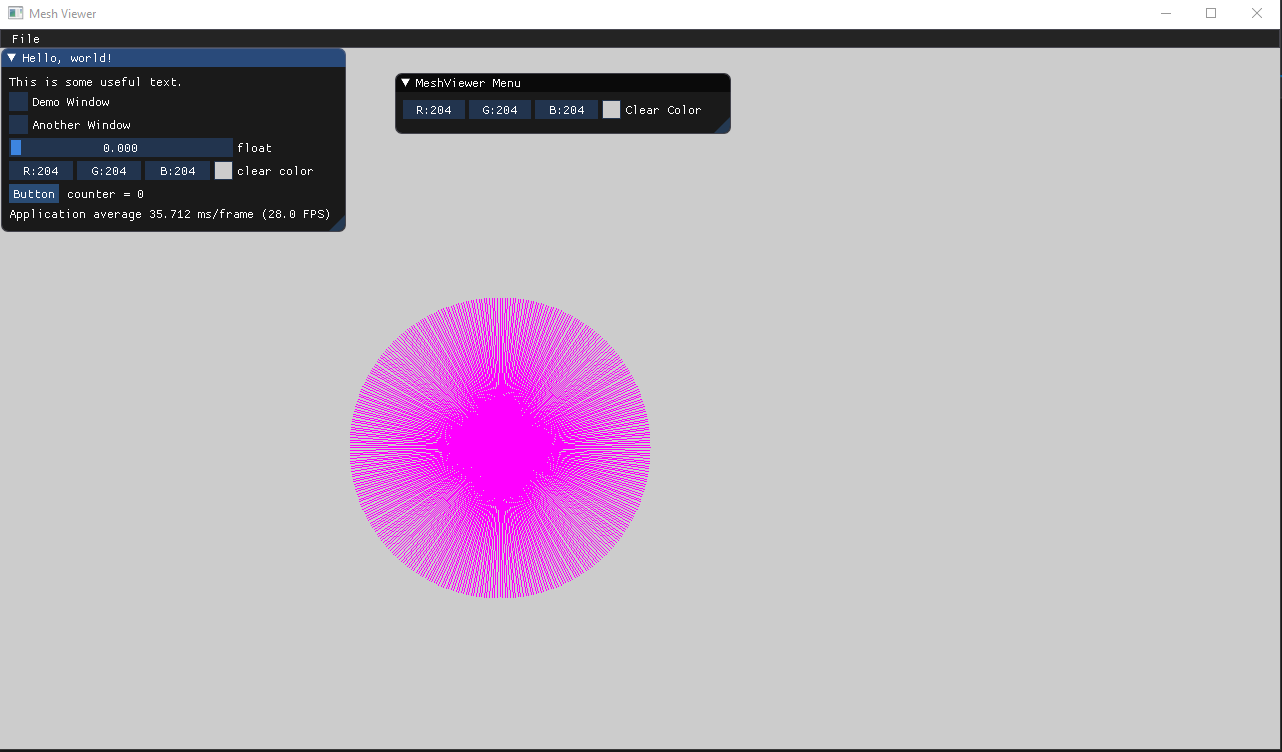 Mesh Viewer
File
Hello, world!
This is some useful text.
Demo Window
Another Window
0.000 float
R:204 G:204 B:204 clear color
Button counter = 0
Application average 35.712 ms/frame (28.0 FPS)
MeshViewer Menu
R:204 G:204 B:204 Clear Color